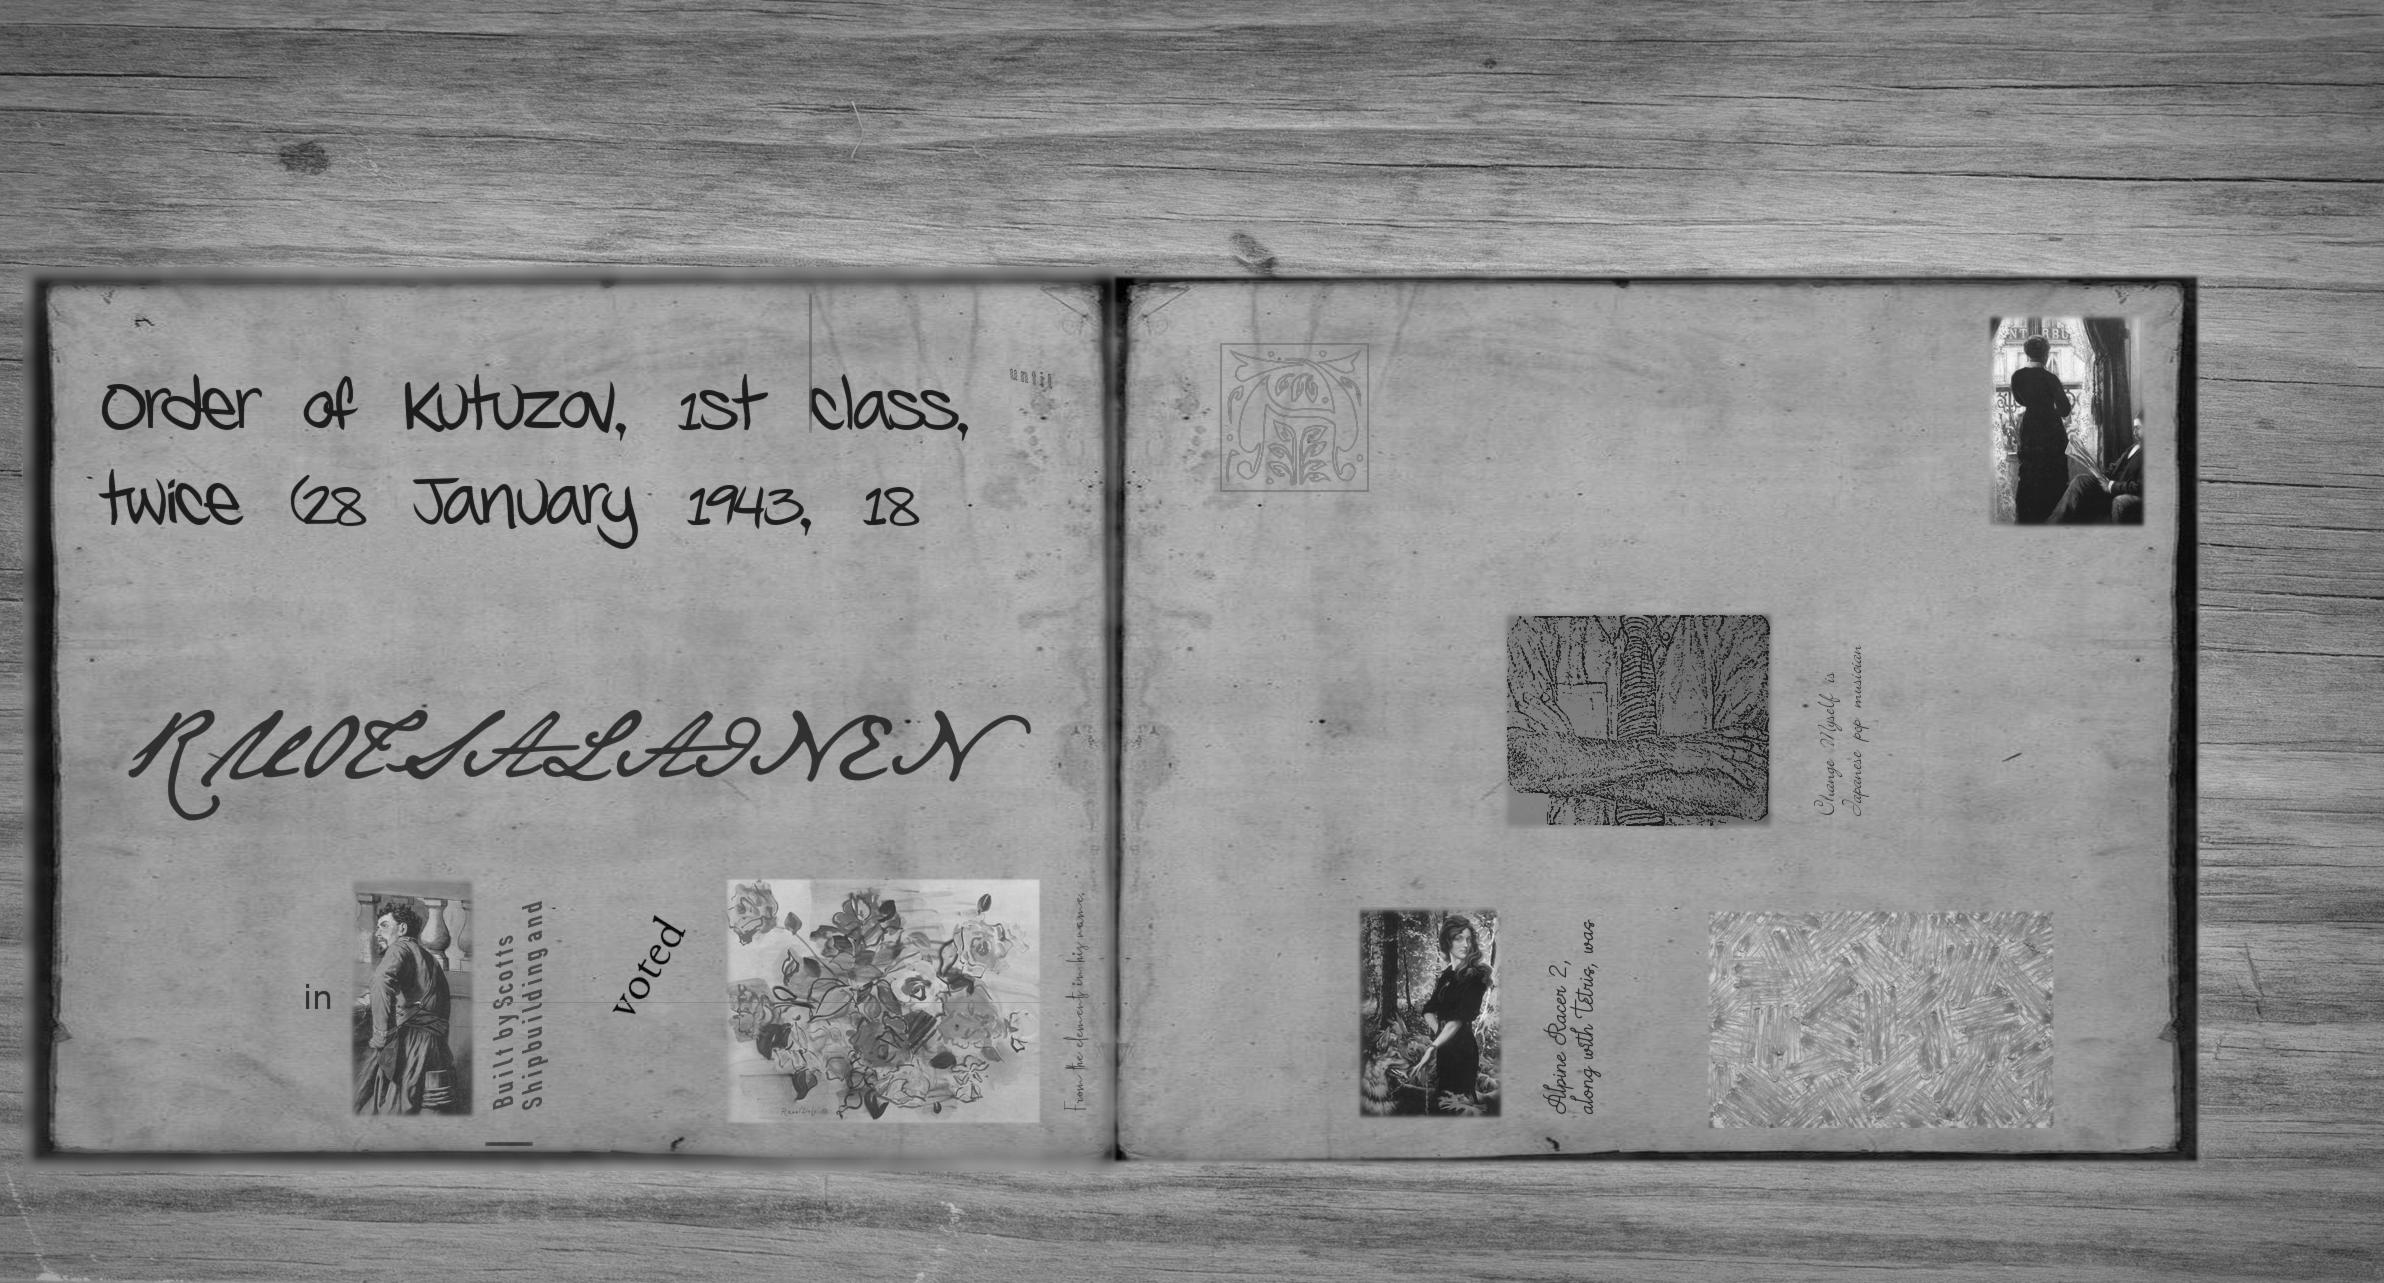 Order of Kutuzov, 1st class,
twice (28 January 1943, 18
until
RUOTSALAINEN
in
Built by Scotts
Shipbuilding and
voted
From the element in his name,
Change Myself is
Japanese pop musician
Alpine Racer 2,
along with Tetris, was